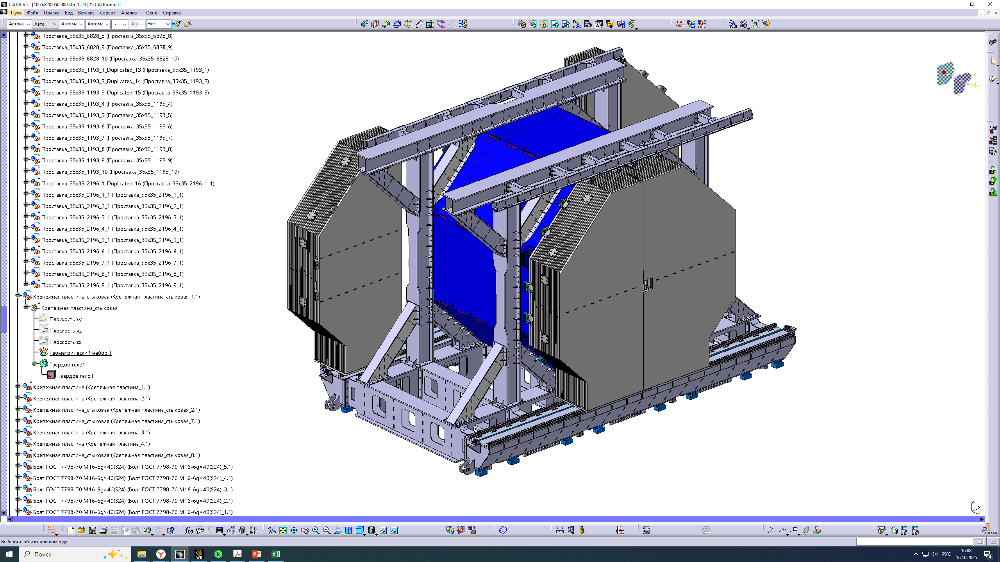 CATIA V5 - [1065.820.050.000.stp_15,10,25.CATProduct]
Пуск Файл Правка Вид Вставка Сервис Анализ Окно Справка
Автома Авто Автома Автома Авт Нет
IGA ГОСТ АВТО
Проставка_35x35_6828_8 (Проставка_35x35_6828_8)
Проставка_35x35_6828_9 (Проставка_35x35_6828_9)
Проставка_35x35_6828_10 (Проставка_35x35_6828_10)
Проставка_35x35_1193_1_Duplicated_13 (Проставка_35x35_1193_1)
Проставка_35x35_1193_2_Duplicated_14 (Проставка_35x35_1193_2)
Проставка_35x35_1193_3_Duplicated_15 (Проставка_35x35_1193_3)
Проставка_35x35_1193_4 (Проставка_35x35_1193_4)
Проставка_35x35_1193_5 (Проставка_35x35_1193_5)
Проставка_35x35_1193_6 (Проставка_35x35_1193_6)
Проставка_35x35_1193_7 (Проставка_35x35_1193_7)
Проставка_35x35_1193_8 (Проставка_35x35_1193_8)
Проставка_35x35_1193_9 (Проставка_35x35_1193_9)
Проставка_35x35_1193_10 (Проставка_35x35_1193_10)
Проставка_35x35_2196_1_Duplicated_16 (Проставка_35x35_2196_1_1)
Проставка_35x35_2196_1_1 (Проставка_35x35_2196_1_1)
Проставка_35x35_2196_2_1 (Проставка_35x35_2196_2_1)
Проставка_35x35_2196_3_1 (Проставка_35x35_2196_3_1)
Проставка_35x35_2196_4_1 (Проставка_35x35_2196_4_1)
Проставка_35x35_2196_5_1 (Проставка_35x35_2196_5_1)
Проставка_35x35_2196_6_1 (Проставка_35x35_2196_6_1)
Проставка_35x35_2196_7_1 (Проставка_35x35_2196_7_1)
Проставка_35x35_2196_8_1 (Проставка_35x35_2196_8_1)
Проставка_35x35_2196_9_1 (Проставка_35x35_2196_9_1)
Крепежная пластина_стыковая (Крепежная пластина_стыковая_1.1)
Крепежная пластина_стыковая
Плоскость xy
Плоскость yz
Плоскость zx
Геометрический набор.1
Твердое тело1
Твердое тело1
Крепежная пластина (Крепежная пластина_1.1)
Крепежная пластина (Крепежная пластина_2.1)
Крепежная пластина_стыковая (Крепежная пластина_стыковая_2.1)
Крепежная пластина_стыковая (Крепежная пластина_стыковая_7.1)
Крепежная пластина (Крепежная пластина_3.1)
Крепежная пластина (Крепежная пластина_4.1)
Крепежная пластина_стыковая (Крепежная пластина_стыковая_8.1)
Болт ГОСТ 7798-70 M16-6g×40(S24) (Болт ГОСТ 7798-70 M16-6g×40(S24)_5.1)
Болт ГОСТ 7798-70 M16-6g×40(S24) (Болт ГОСТ 7798-70 M16-6g×40(S24)_4.1)
Болт ГОСТ 7798-70 M16-6g×40(S24) (Болт ГОСТ 7798-70 M16-6g×40(S24)_3.1)
Болт ГОСТ 7798-70 M16-6g×40(S24) (Болт ГОСТ 7798-70 M16-6g×40(S24)_2.1)
Болт ГОСТ 7798-70 M16-6g×40(S24) (Болт ГОСТ 7798-70 M16-6g×40(S24)_1.1)
w|z
y
x
z
f(x)
ABC
CATIA
Выберите объект или команду
Поиск
WB
РУС
16:08
16.10.2025
4